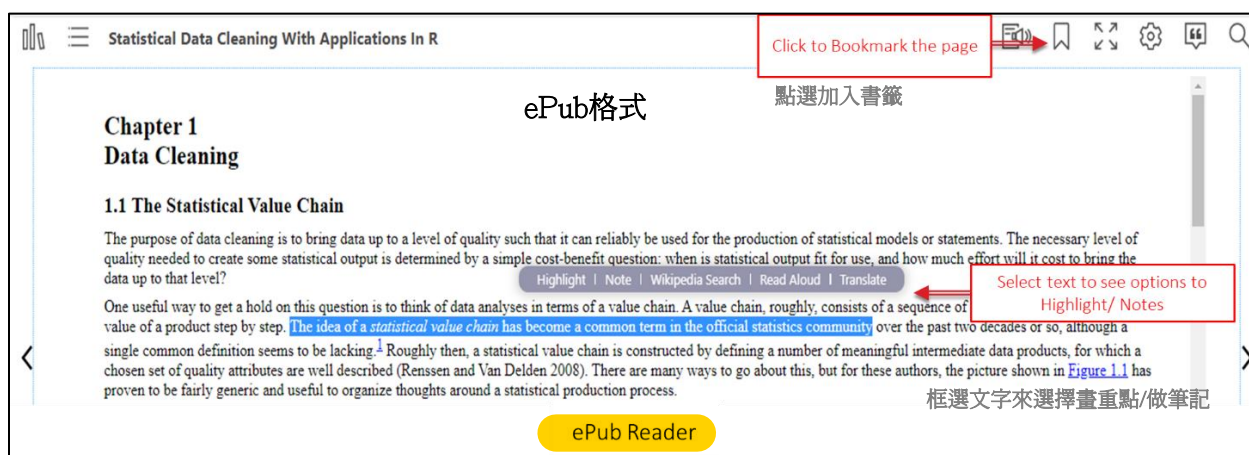 Statistical Data Cleaning With Applications In R
Click to Bookmark the page
點選加入書籤
ePub格式
Chapter 1
Data Cleaning
1.1 The Statistical Value Chain
The purpose of data cleaning is to bring data up to a level of quality such that it can reliably be used for the production of statistical models or statements. The necessary level of
quality needed to create some statistical output is determined by a simple cost-benefit question: when is statistical output fit for use, and how much effort will it cost to bring the
data up to that level?
Highlight | Note | Wikipedia Search | Read Aloud | Translate
Select text to see options to
Highlight/ Notes
One useful way to get a hold on this question is to think of data analyses in terms of a value chain. A value chain, roughly, consists of a sequence of
value of a product step by step. The idea of a statistical value chain has become a common term in the official statistics community over the past two decades or so, although a
single common definition seems to be lacking.1 Roughly then, a statistical value chain is constructed by defining a number of meaningful intermediate data products, for which a
chosen set of quality attributes are well described (Renssen and Van Delden 2008). There are many ways to go about this, but for these authors, the picture shown in Figure 1.1 has
proven to be fairly generic and useful to organize thoughts around a statistical production process.
框選文字來選擇畫重點/做筆記
ePub Reader